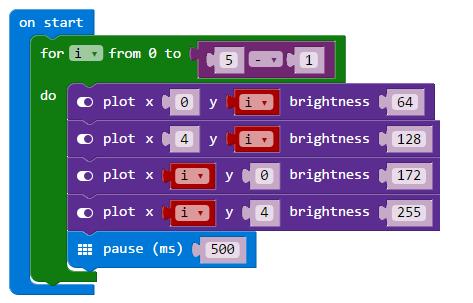 on start
for i from 0 to 5 - 1
do
plot x 0 y i brightness 64
plot x 4 y i brightness 128
plot x i y 0 brightness 172
plot x i y 4 brightness 255
pause (ms) 500